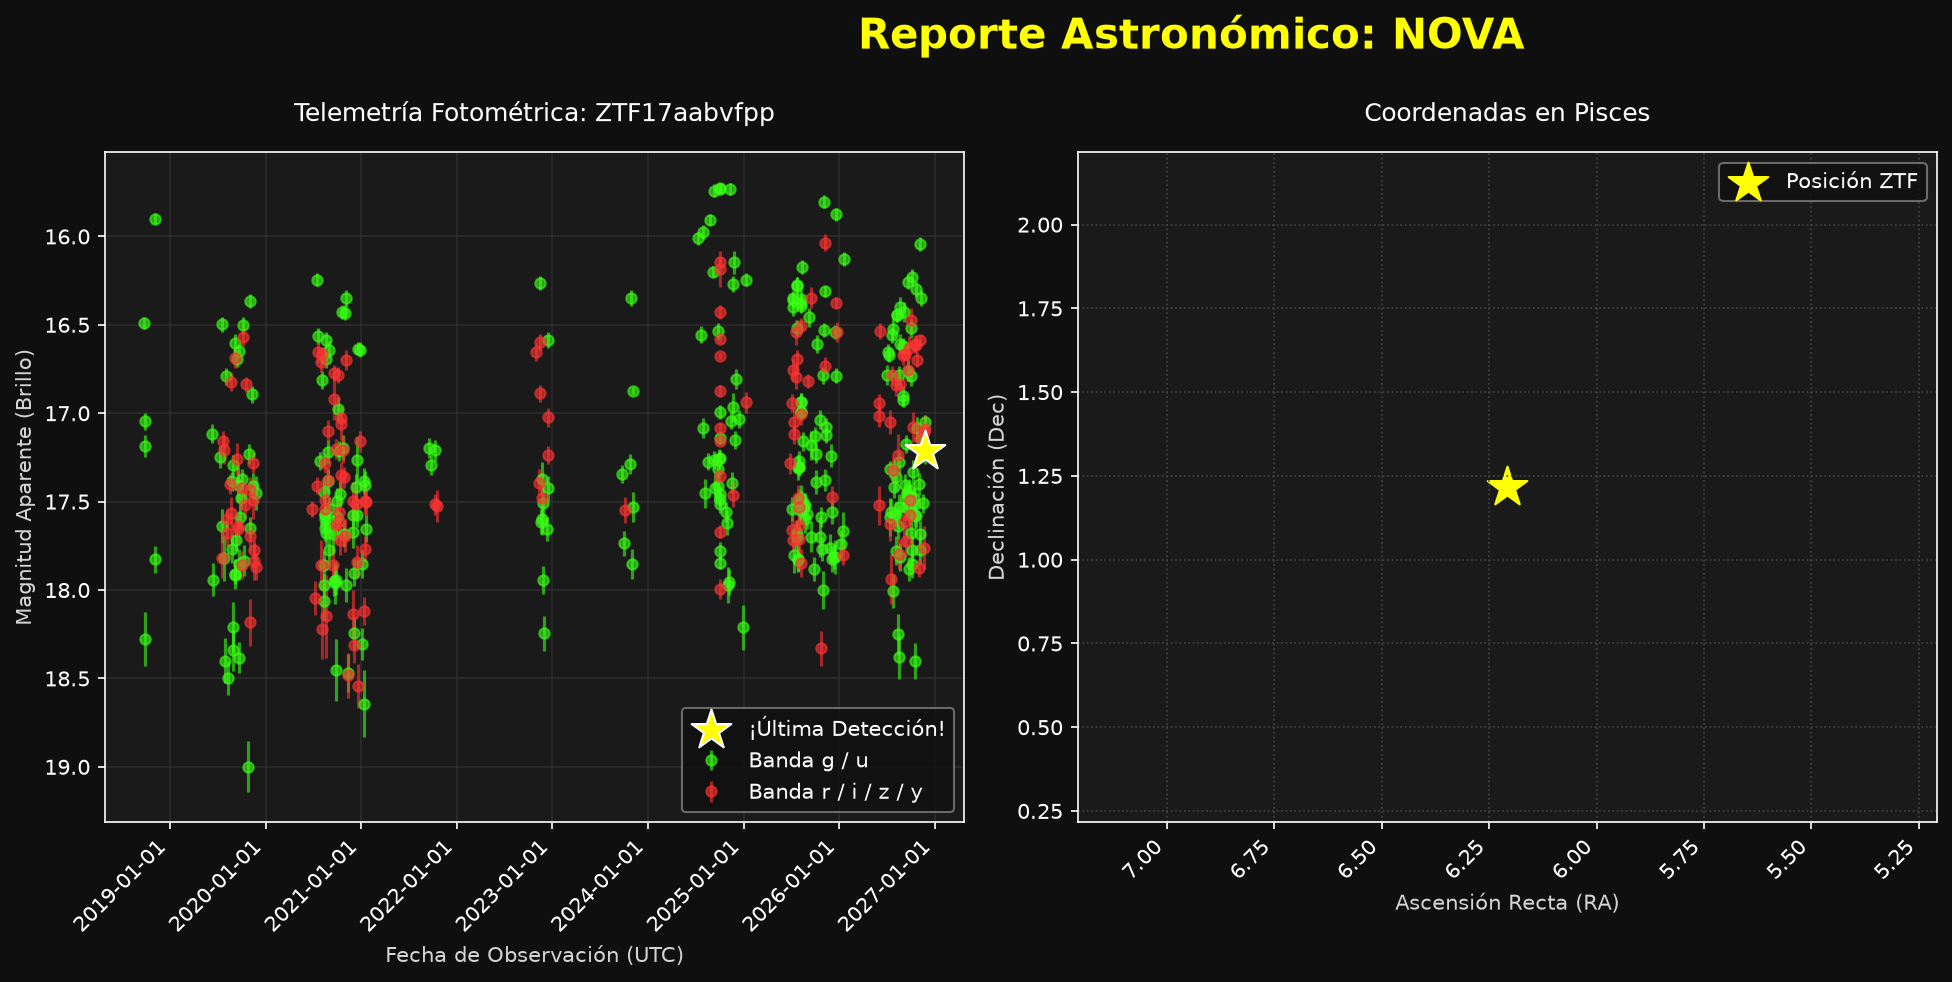 Reporte Astronómico: NOVA
Telemetría Fotométrica: ZTF17aabvfpp
Magnitud Aparente (Brillo)
16.0
16.5
17.0
17.5
18.0
18.5
19.0
¡Última Detección!
Banda g / u
Banda r / i / z / y
2019-01-01
2020-01-01
2021-01-01
2022-01-01
2023-01-01
2024-01-01
2025-01-01
2026-01-01
2027-01-01
Fecha de Observación (UTC)
Coordenadas en Pisces
Posición ZTF
Declinación (Dec)
2.00
1.75
1.50
1.25
1.00
0.75
0.50
0.25
7.00
6.75
6.50
6.25
6.00
5.75
5.50
5.25
Ascensión Recta (RA)